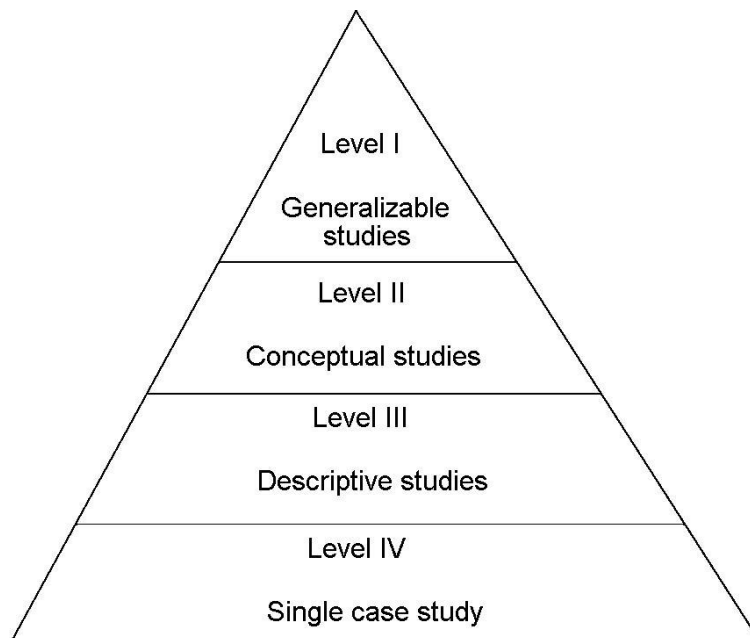 Level I
Generalizable
studies
Level II
Conceptual studies
Level III
Descriptive studies
Level IV
Single case study